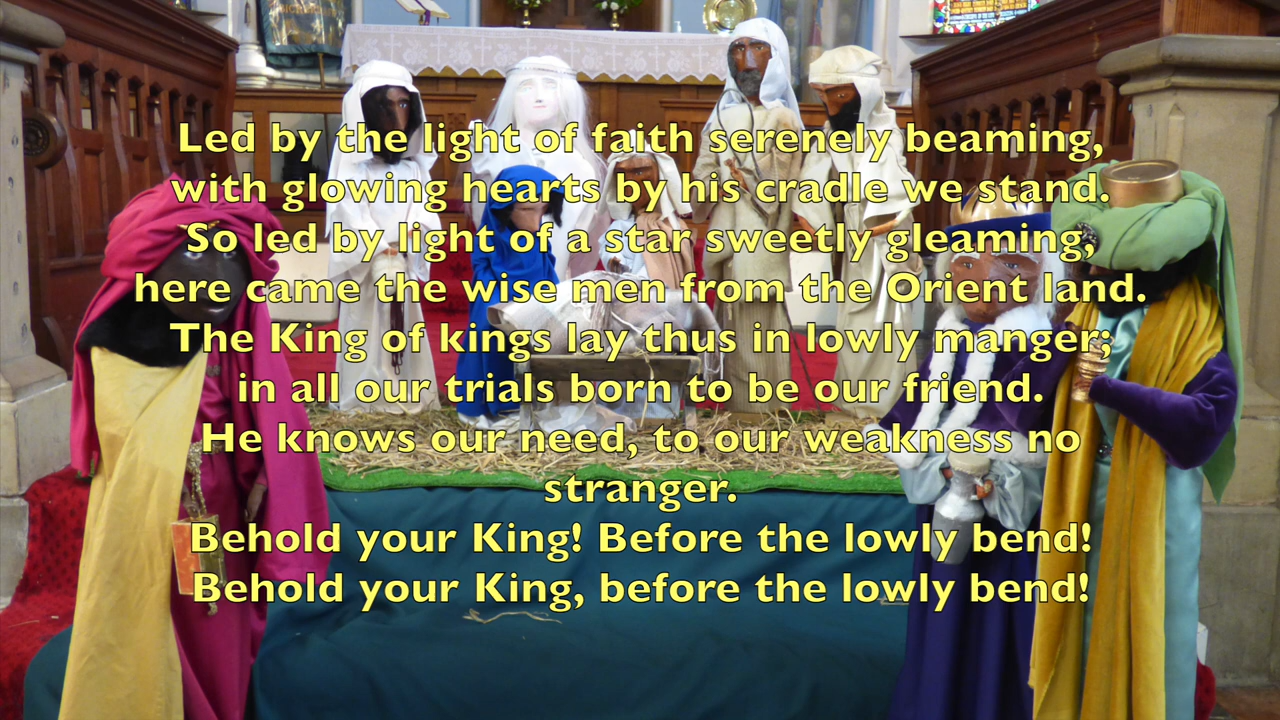 Led by the light of faith serenely beaming,
with glowing hearts by his cradle we stand.
So led by light of a star sweetly gleaming,
here came the wise men from the Orient land.
The King of kings lay thus in lowly manger;
in all our trials born to be our friend.
He knows our need, to our weakness no
stranger.
Behold your King! Before the lowly bend!
Behold your King, before the lowly bend!